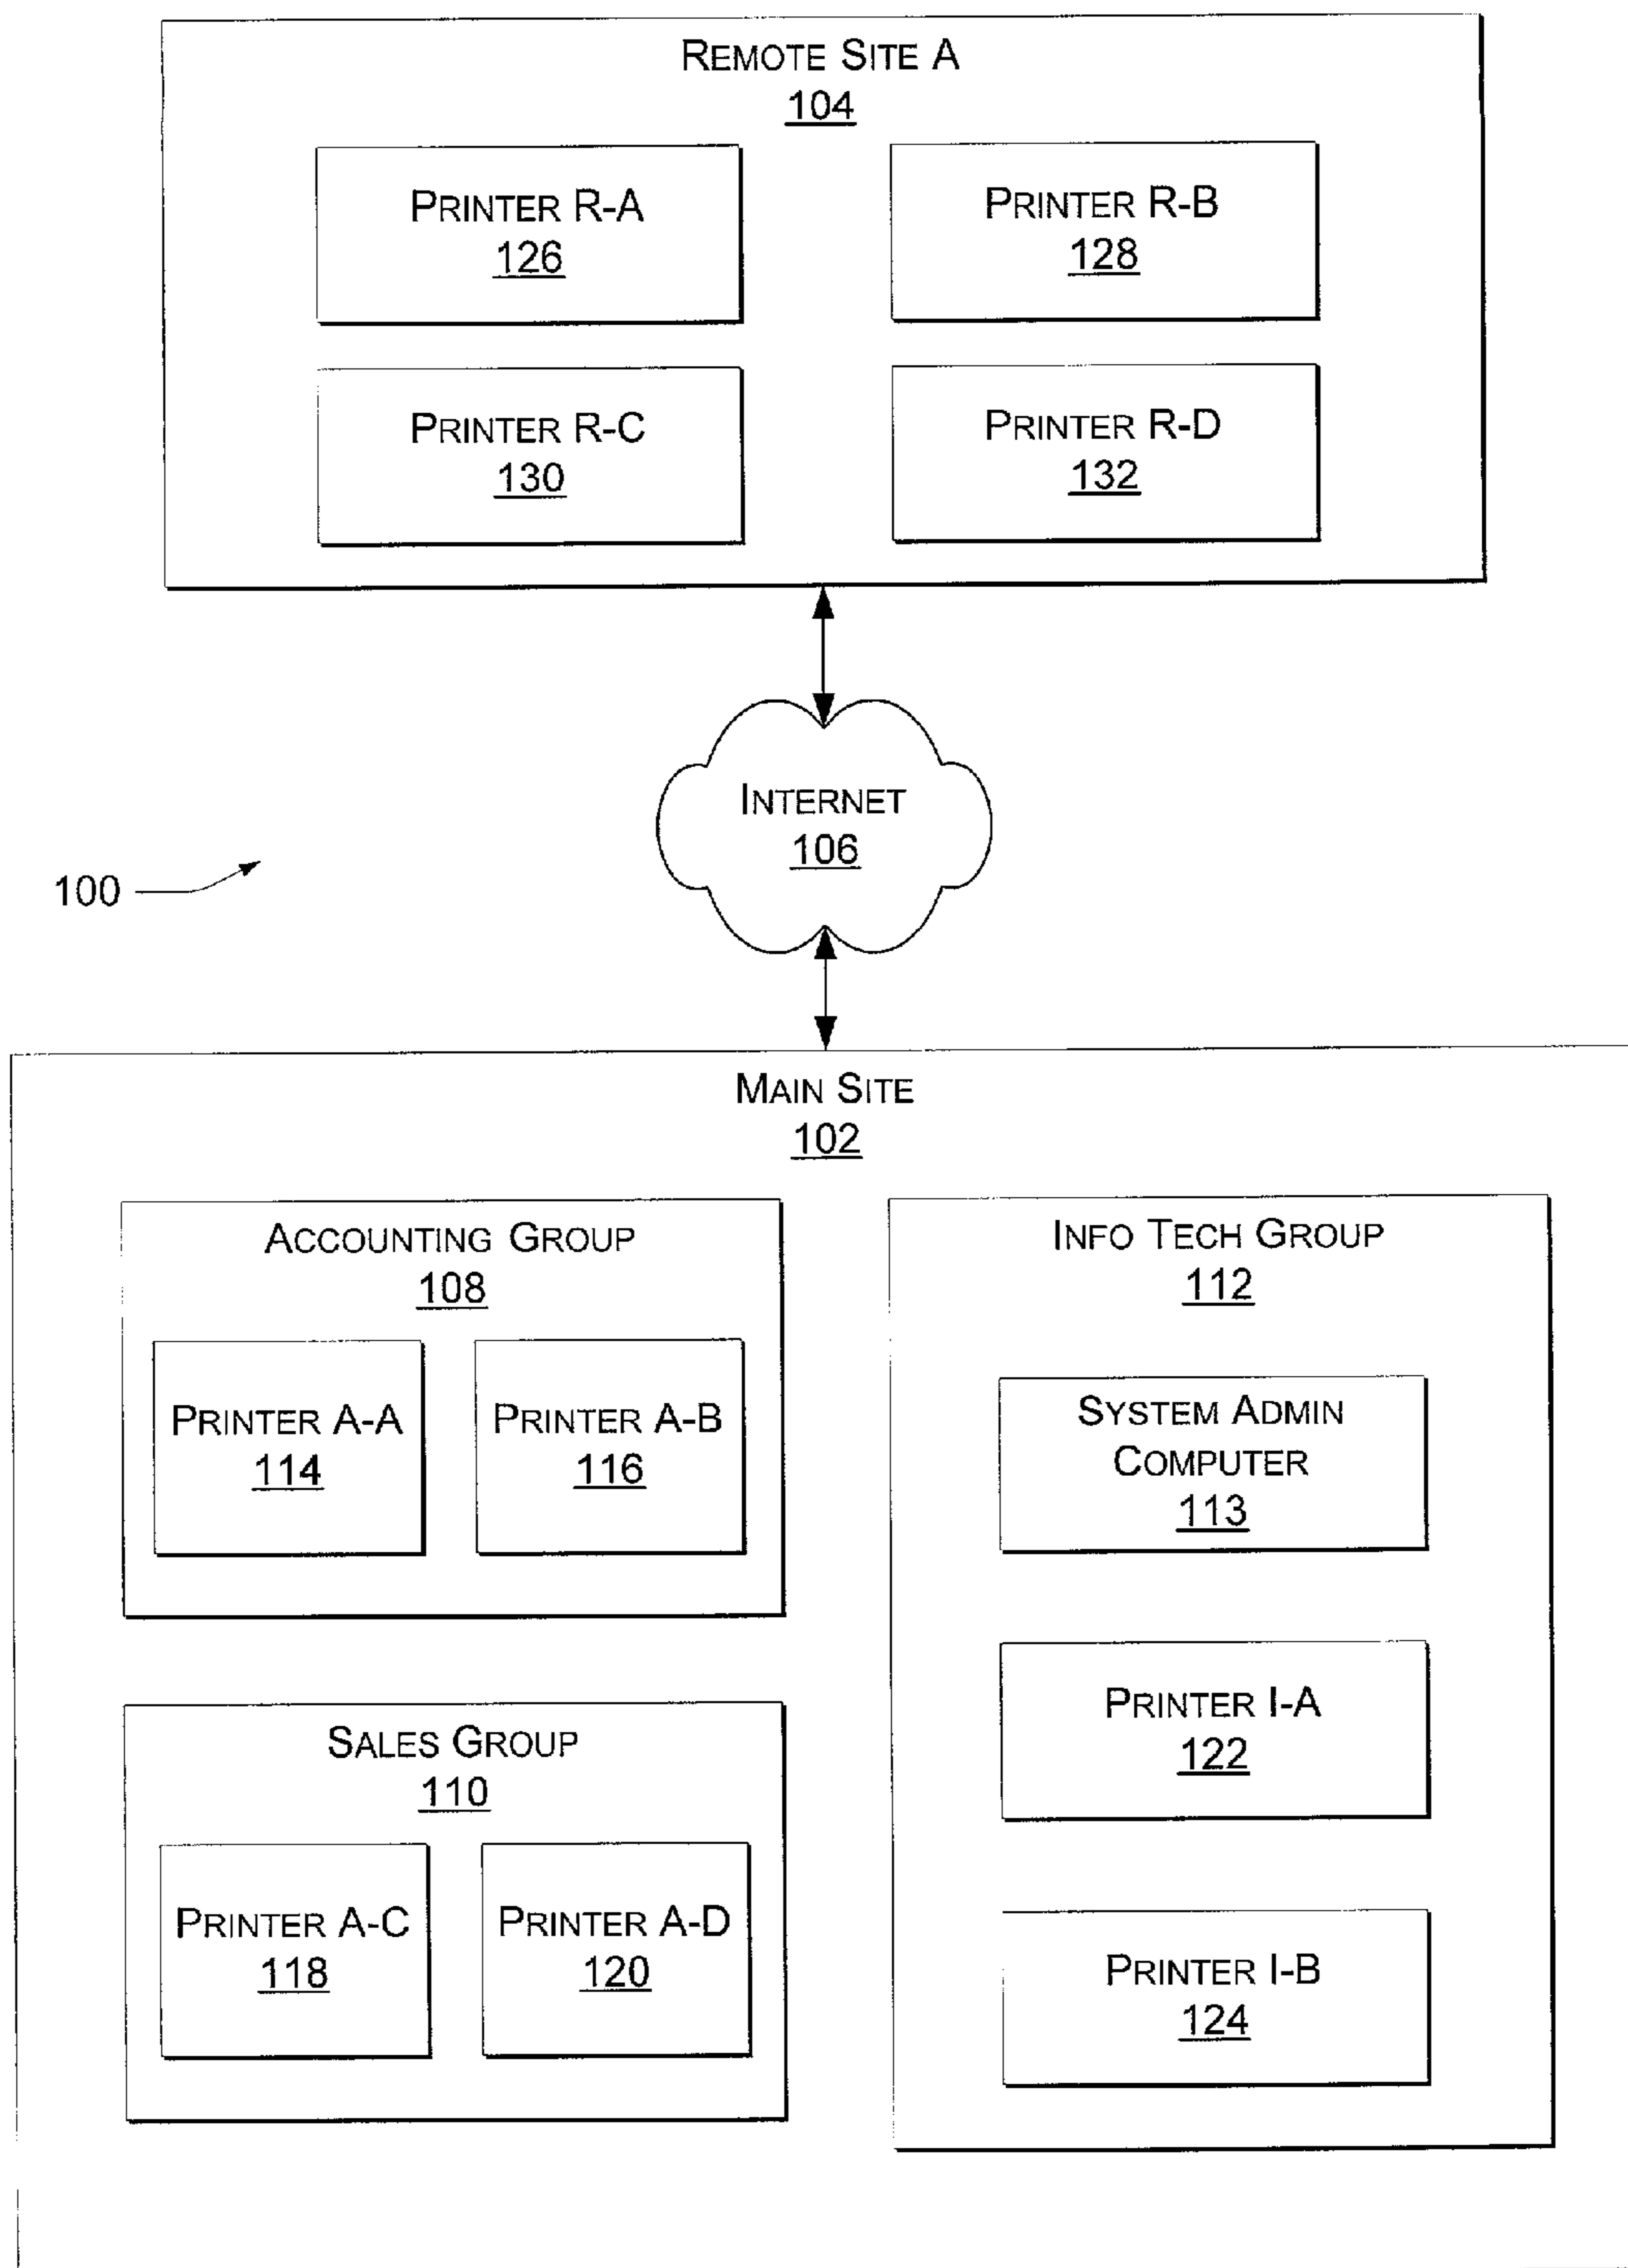 REMOTE SITE A
104
PRINTER R-A
126
PRINTER R-B
128
PRINTER R-C
130
PRINTER R-D
132
INTERNET
106
100
MAIN SITE
102
ACCOUNTING GROUP
108
PRINTER A-A
114
PRINTER A-B
116
SALES GROUP
110
PRINTER A-C
118
PRINTER A-D
120
INFO TECH GROUP
112
SYSTEM ADMIN
COMPUTER
113
PRINTER I-A
122
PRINTER I-B
124